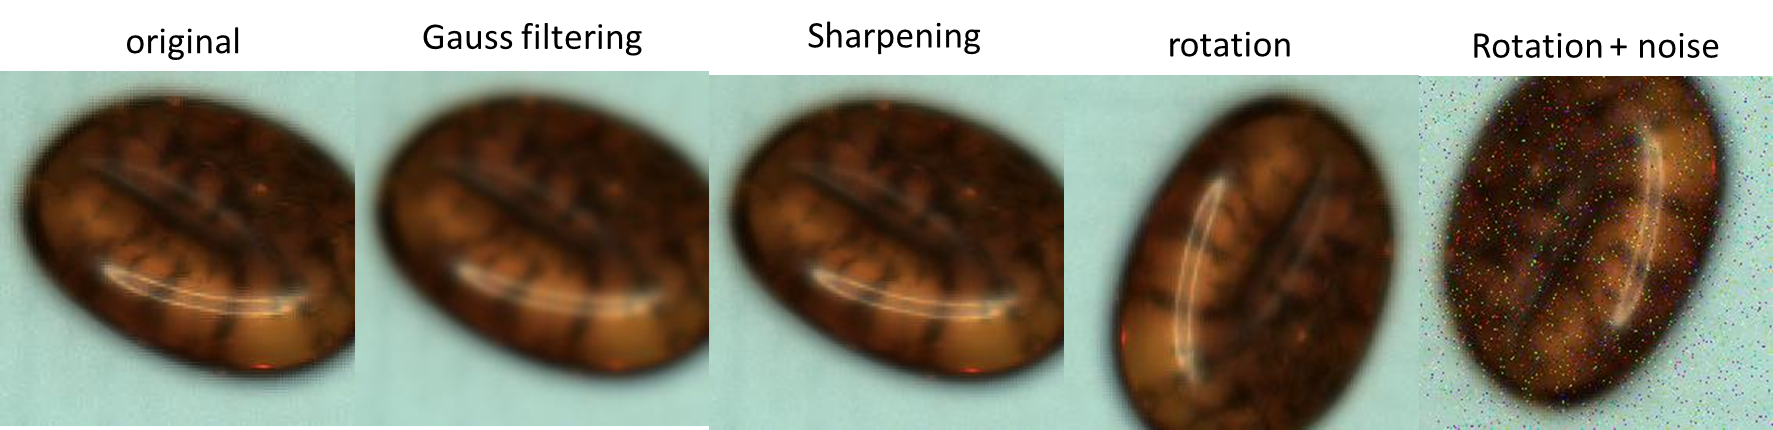 original
Gauss filtering
Sharpening
rotation
Rotation + noise